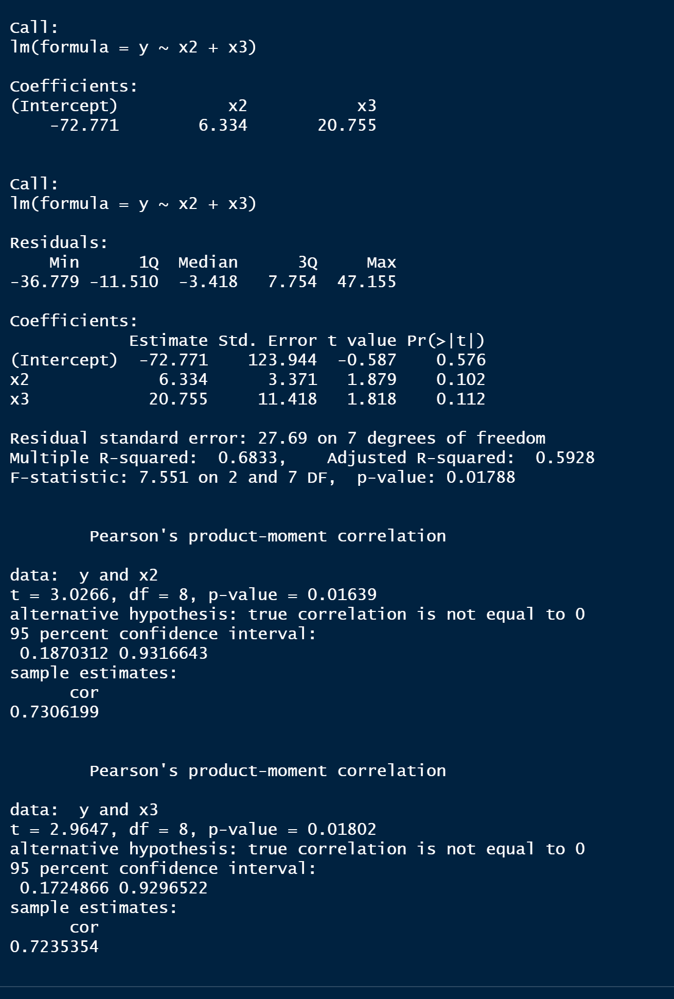 Call:
lm(formula = y ~ x2 + x3)
Coefficients:
(Intercept)           x2           x3
    -72.771        6.334       20.755
Call:
lm(formula = y ~ x2 + x3)
Residuals:
    Min      1Q  Median      3Q     Max
-36.779 -11.510  -3.418   7.754  47.155
Coefficients:
            Estimate Std. Error t value Pr(>|t|)
(Intercept)  -72.771    123.944  -0.587    0.576
x2             6.334      3.371   1.879    0.102
x3            20.755     11.418   1.818    0.112
Residual standard error: 27.69 on 7 degrees of freedom
Multiple R-squared:  0.6833,    Adjusted R-squared:  0.5928
F-statistic: 7.551 on 2 and 7 DF,  p-value: 0.01788
        Pearson's product-moment correlation
data:  y and x2
t = 3.0266, df = 8, p-value = 0.01639
alternative hypothesis: true correlation is not equal to 0
95 percent confidence interval:
 0.1870312 0.9316643
sample estimates:
      cor
0.7306199
        Pearson's product-moment correlation
data:  y and x3
t = 2.9647, df = 8, p-value = 0.01802
alternative hypothesis: true correlation is not equal to 0
95 percent confidence interval:
 0.1724866 0.9296522
sample estimates:
      cor
0.7235354